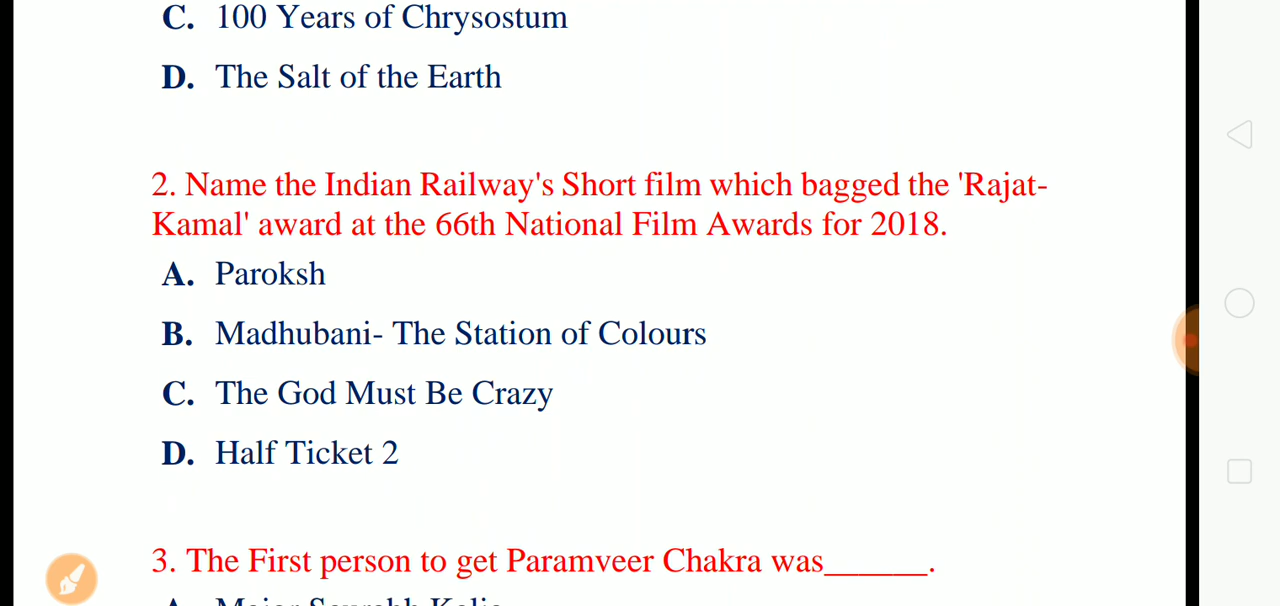 C. 100 Years of Chrysostum
D. The Salt of the Earth
2. Name the Indian Railway's Short film which bagged the 'Rajat-
Kamal' award at the 66th National Film Awards for 2018.
A. Paroksh
B. Madhubani- The Station of Colours
C. The God Must Be Crazy
D. Half Ticket 2
3. The First person to get Paramveer Chakra was______.